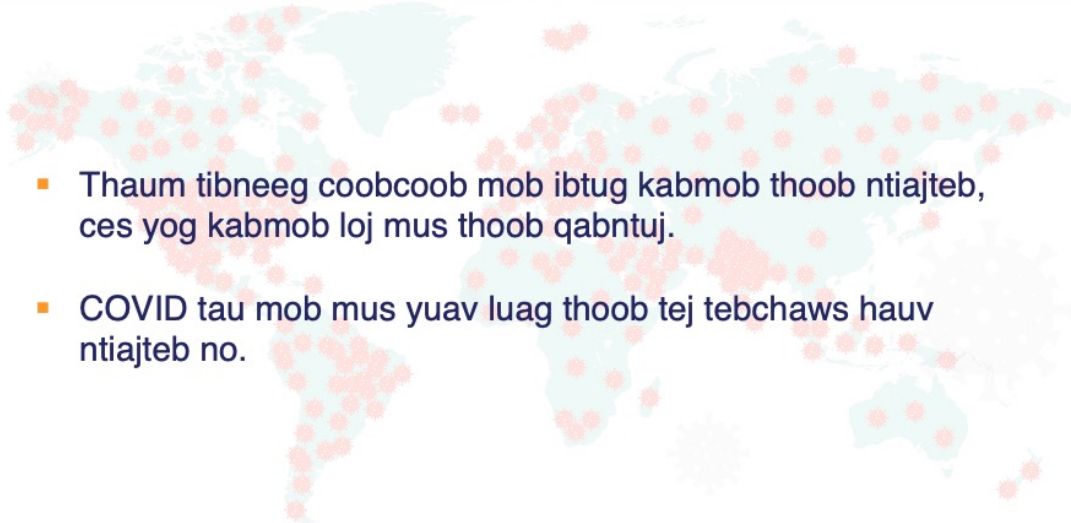 Thaum tibneeg coobcoob mob ibtug kabmob thoob ntiajteb,
ces yog kabmob loj mus thoob qabntuj.
COVID tau mob mus yuav luag thoob tej tebchaws hauv
ntiajteb no.